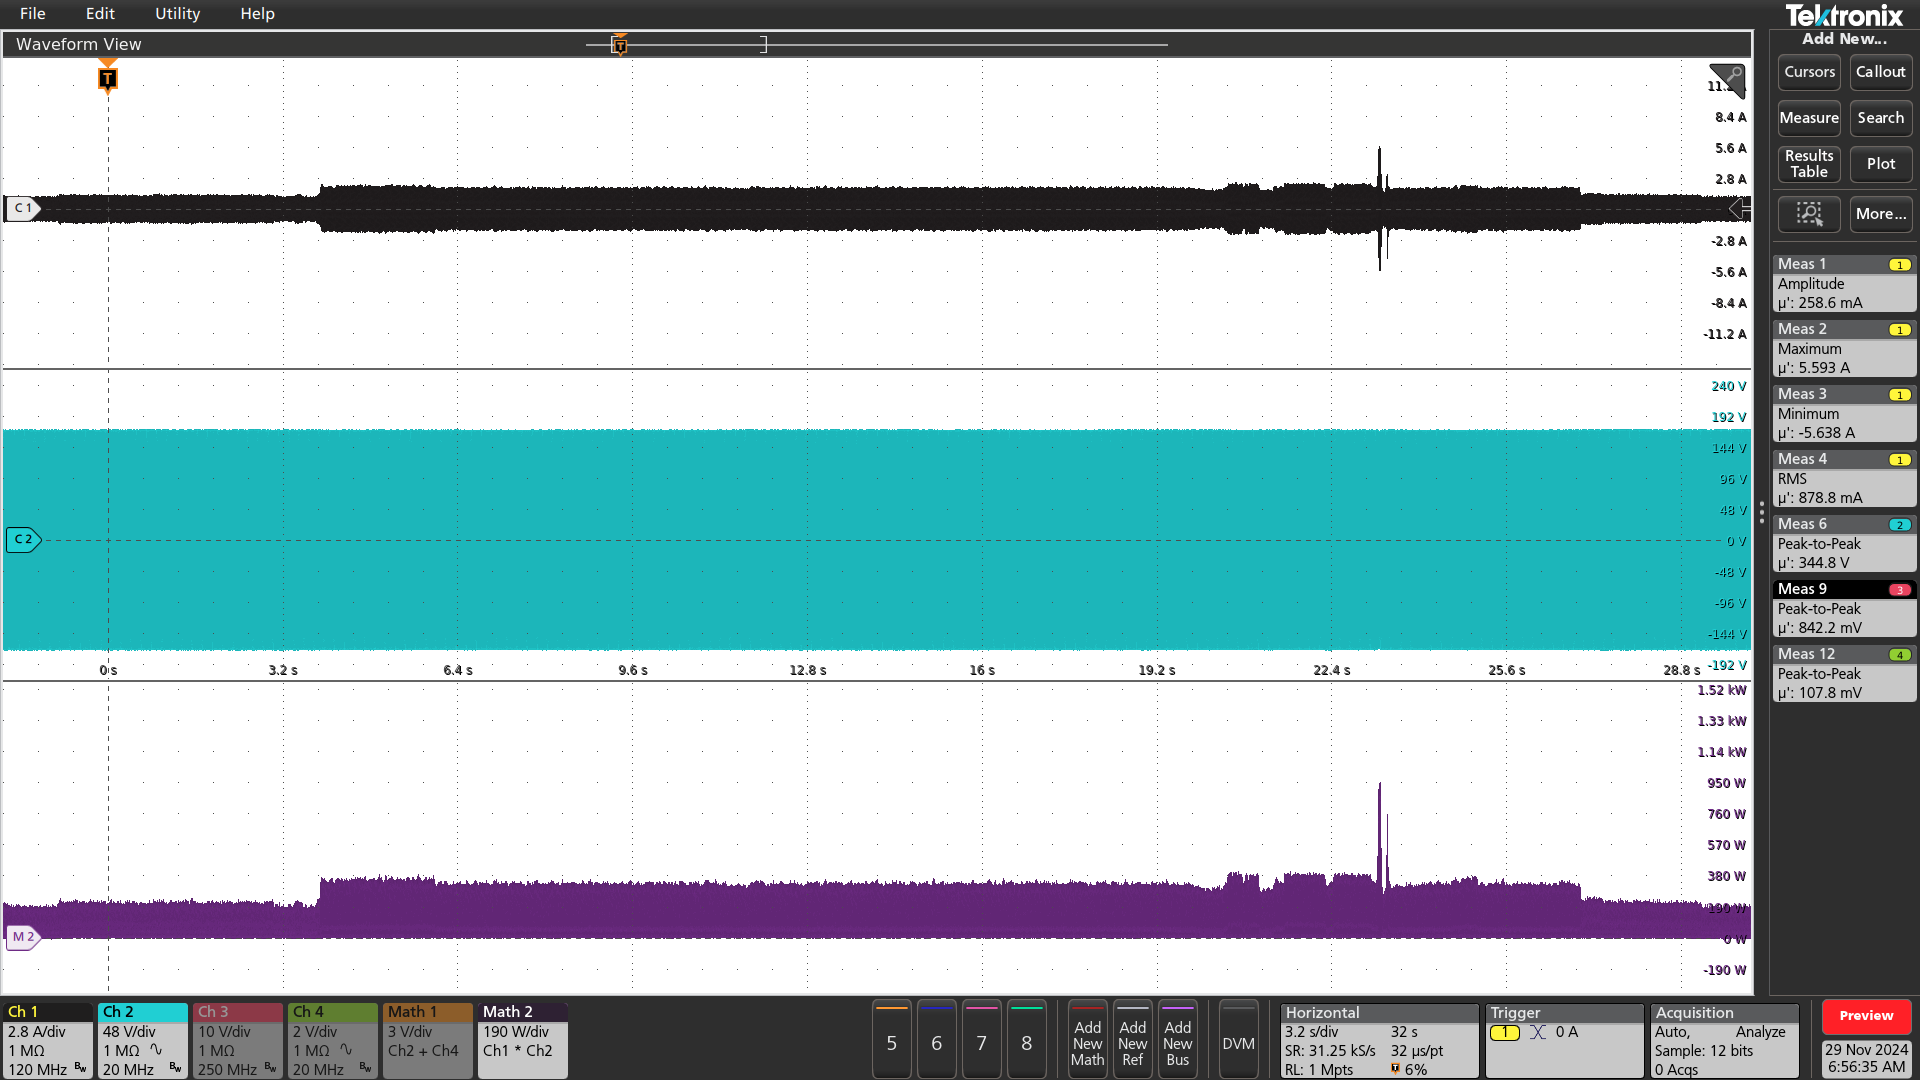 File Edit Utility Help
Tektronix
Waveform View
Add New...
Cursors Callout
Measure Search
Results Table Plot
More...
T
T
8.4 A
5.6 A
2.8 A
C 1
-2.8 A
-5.6 A
-8.4 A
-11.2 A
240 V
192 V
144 V
96 V
48 V
C 2
0 V
-48 V
-96 V
-144 V
-192 V
0 s 3.2 s 6.4 s 9.6 s 12.8 s 16 s 19.2 s 22.4 s 25.6 s 28.8 s
1.52 kW
1.33 kW
1.14 kW
950 W
760 W
570 W
380 W
190 W
M 2
0 W
-190 W
Meas 1 1
Amplitude
µ': 258.6 mA
Meas 2 1
Maximum
µ': 5.593 A
Meas 3 1
Minimum
µ': -5.638 A
Meas 4 1
RMS
µ': 878.8 mA
Meas 6 2
Peak-to-Peak
µ': 344.8 V
Meas 9 3
Peak-to-Peak
µ': 842.2 mV
Meas 12 4
Peak-to-Peak
µ': 107.8 mV
Ch 1
2.8 A/div
1 MΩ
120 MHz Bw
Ch 2
48 V/div
1 MΩ
20 MHz Bw
Ch 3
10 V/div
1 MΩ
250 MHz Bw
Ch 4
2 V/div
1 MΩ
20 MHz Bw
Math 1
3 V/div
Ch2 + Ch4
Math 2
190 W/div
Ch1 * Ch2
5 6 7 8
Add New Math
Add New Ref
Add New Bus
DVM
Horizontal
3.2 s/div 32 s
SR: 31.25 kS/s 32 µs/pt
RL: 1 Mpts T 6%
Trigger
1 0 A
Acquisition
Auto, Analyze
Sample: 12 bits
0 Acqs
Preview
29 Nov 2024
6:56:35 AM